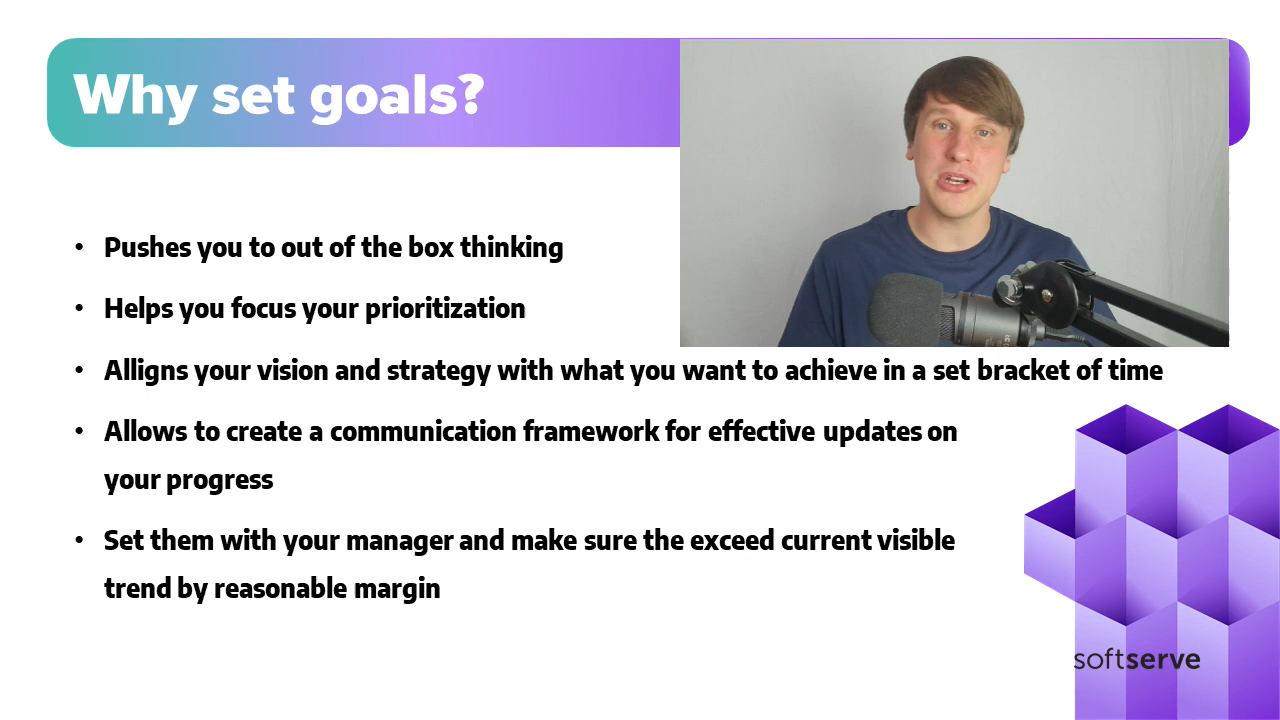 Why set goals?
• Pushes you to out of the box thinking
• Helps you focus your prioritization
• Alligns your vision and strategy with what you want to achieve in a set bracket of time
• Allows to create a communication framework for effective updates on
your progress
• Set them with your manager and make sure the exceed current visible
trend by reasonable margin
softserve